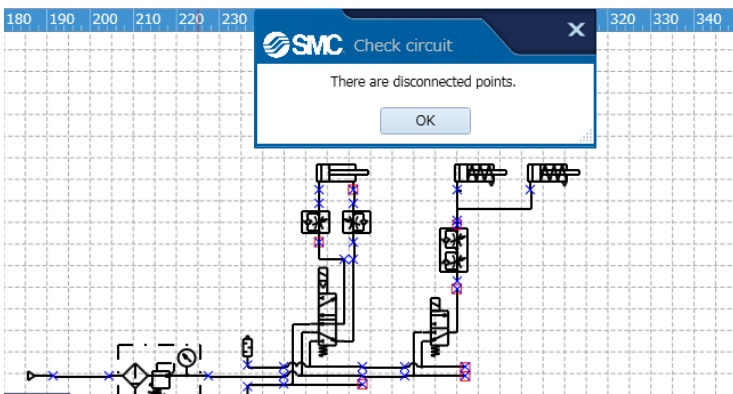 180 190 200 210 220 230 320 330 340
SMC Check circuit X
There are disconnected points.
OK